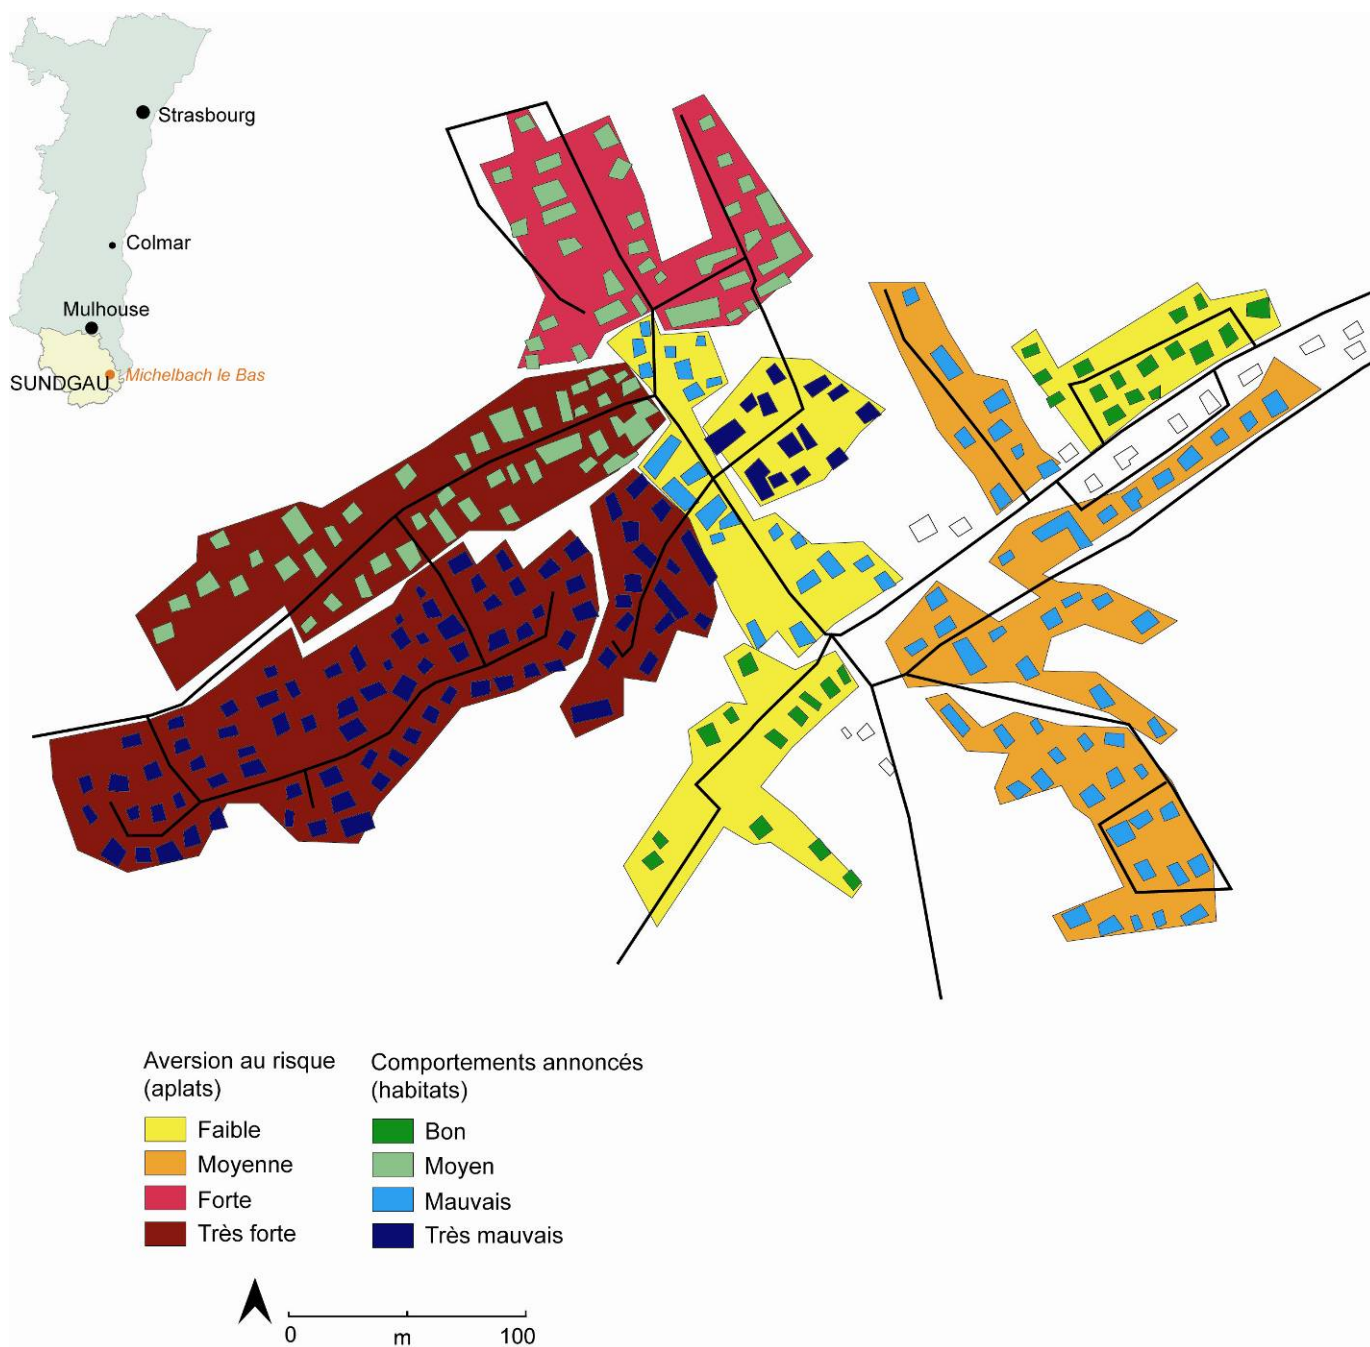 Strasbourg
Colmar
Mulhouse
SUNDGAU
Michelbach le Bas
Aversion au risque
(aplats)
Faible
Moyenne
Forte
Très forte
Comportements annoncés
(habitats)
Bon
Moyen
Mauvais
Très mauvais
0 m 100